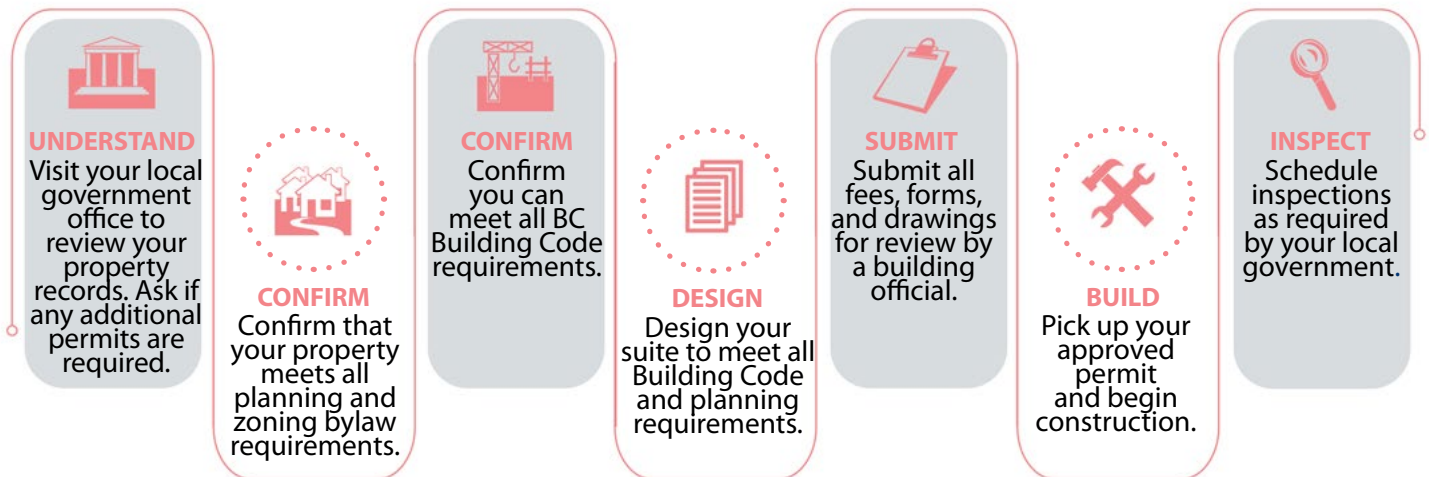 UNDERSTAND
Visit your local
government
office to
review your
property
records. Ask if
any additional
permits are
required.
CONFIRM
Confirm that
your property
meets all
planning and
zoning bylaw
requirements.
CONFIRM
Confirm
you can
meet all BC
Building Code
requirements.
DESIGN
Design your
suite to meet all
Building Code
and planning
requirements.
SUBMIT
Submit all
fees, forms,
and drawings
for review by
a building
official.
BUILD
Pick up your
approved
permit
and begin
construction.
INSPECT
Schedule
inspections
as required
by your local
government.